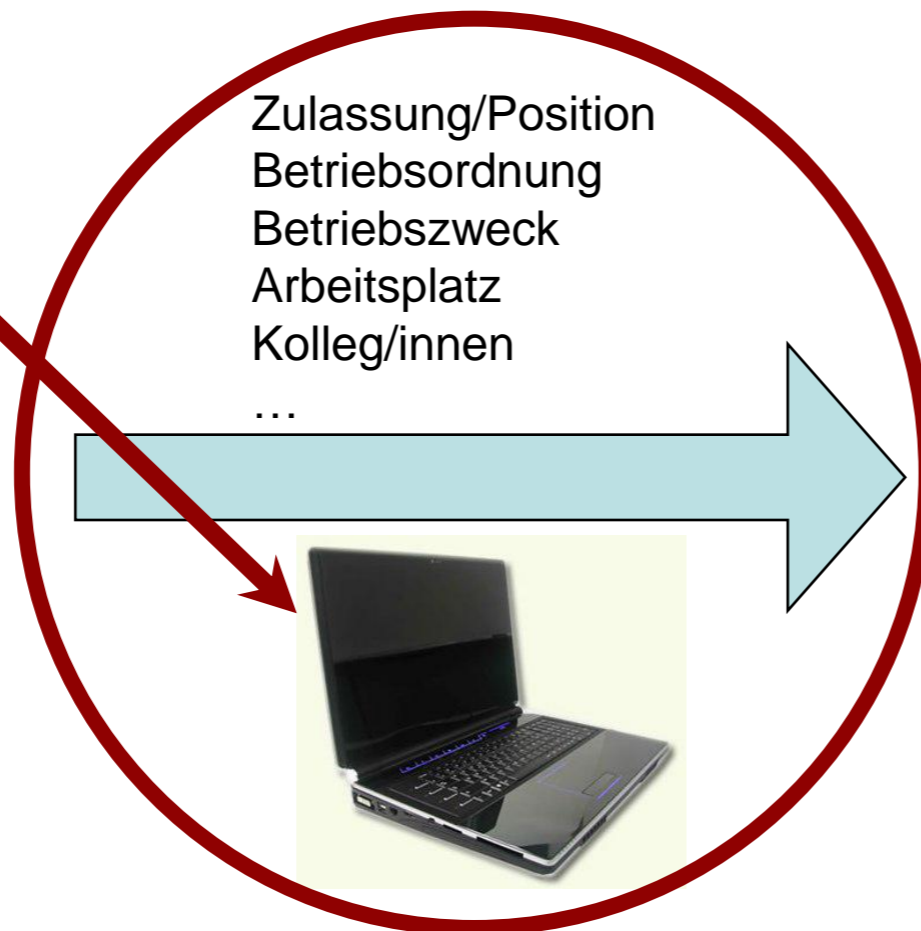 Zulassung/Position
Betriebsordnung
Betriebszweck
Arbeitsplatz
Kolleg/innen
…